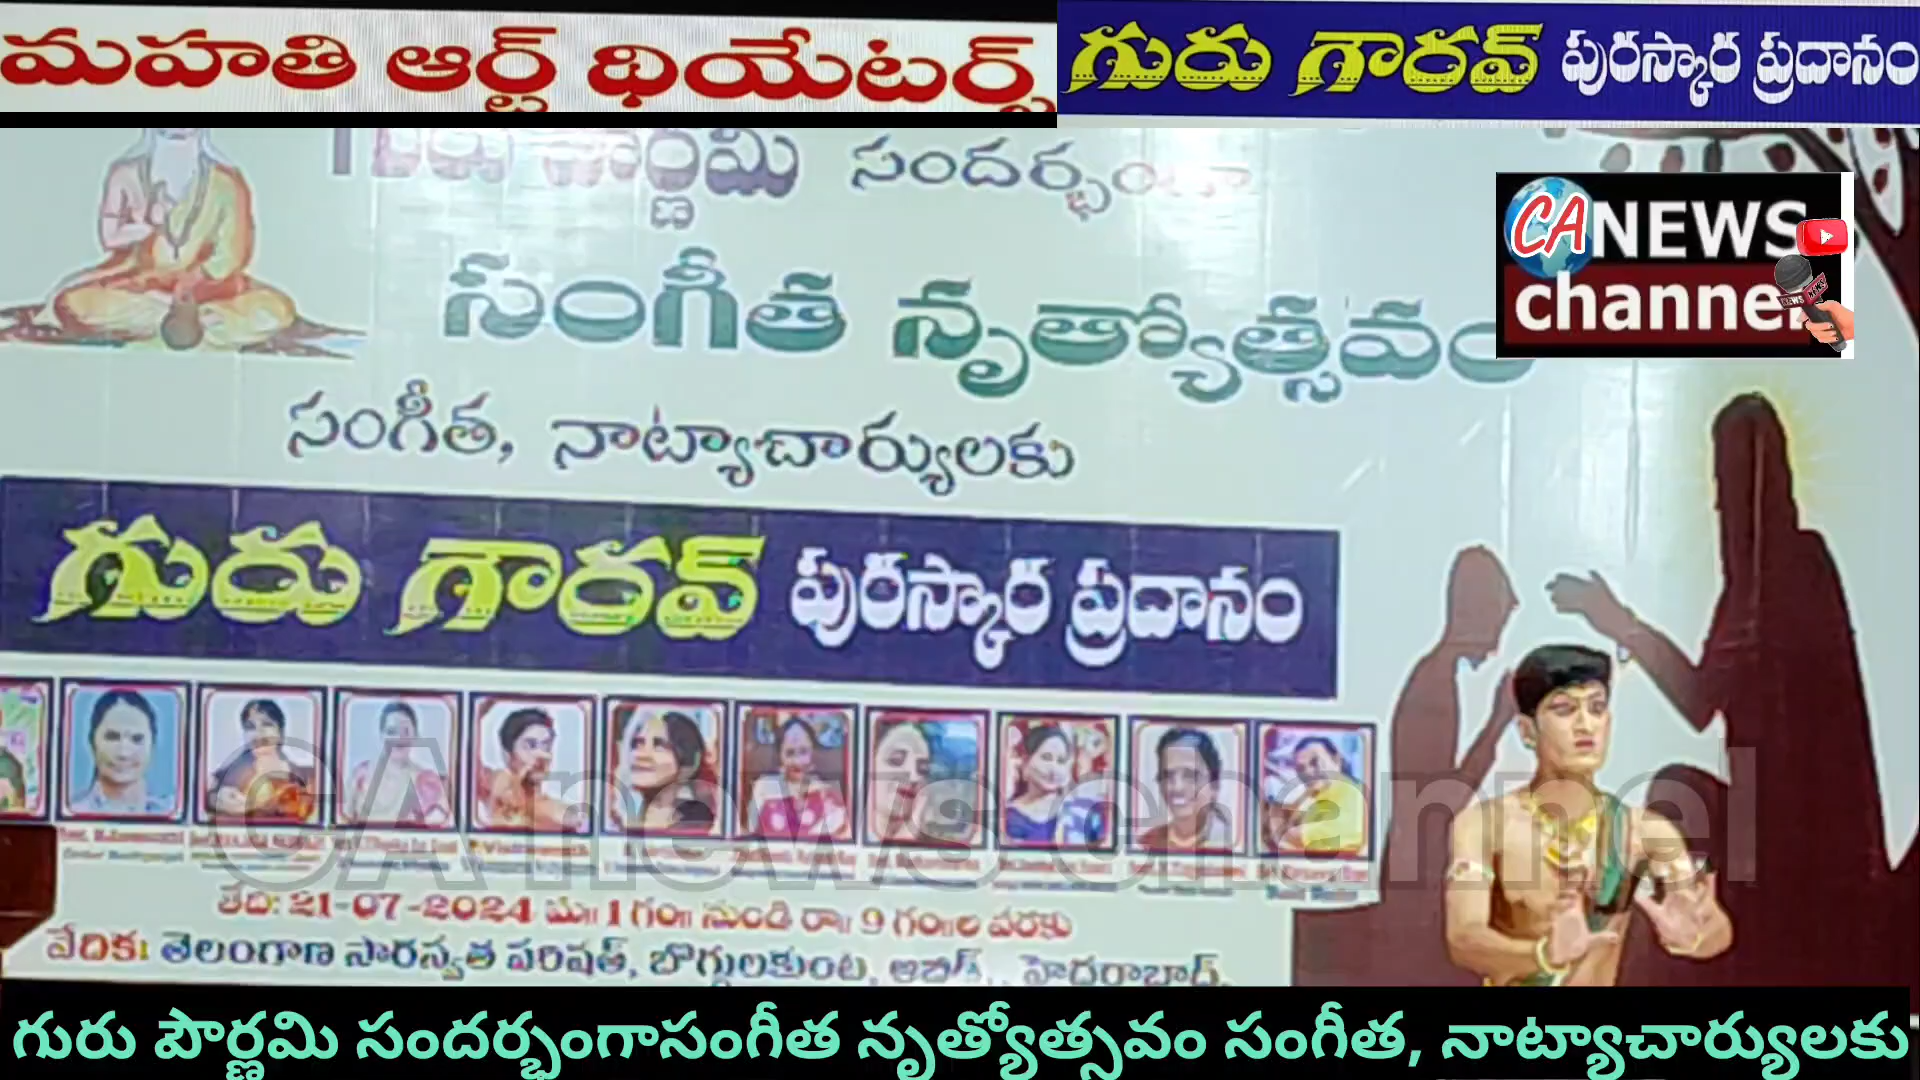 మహతి ఆర్ట్ థియేటర్స్
గురు గౌరవ్ పురస్కార ప్రదానం
సందర్భంగా
CA NEWS
channel
సంగీత నృత్యోత్సవం
సంగీత, నాట్యాచార్యులకు
గురు గౌరవ్ పురస్కార ప్రదానం
CA news channel
తేది: 21-07-2024 మ॥ 1 గం॥ నుండి రా॥ 9 గం॥ల వరకు
వేదిక: తెలంగాణ సారస్వత పరిషత్, బొగ్గులకుంట, అబిడ్స్, హైదరాబాద్.
గురు పౌర్ణమి సందర్భంగాసంగీత నృత్యోత్సవం సంగీత, నాట్యాచార్యులకు